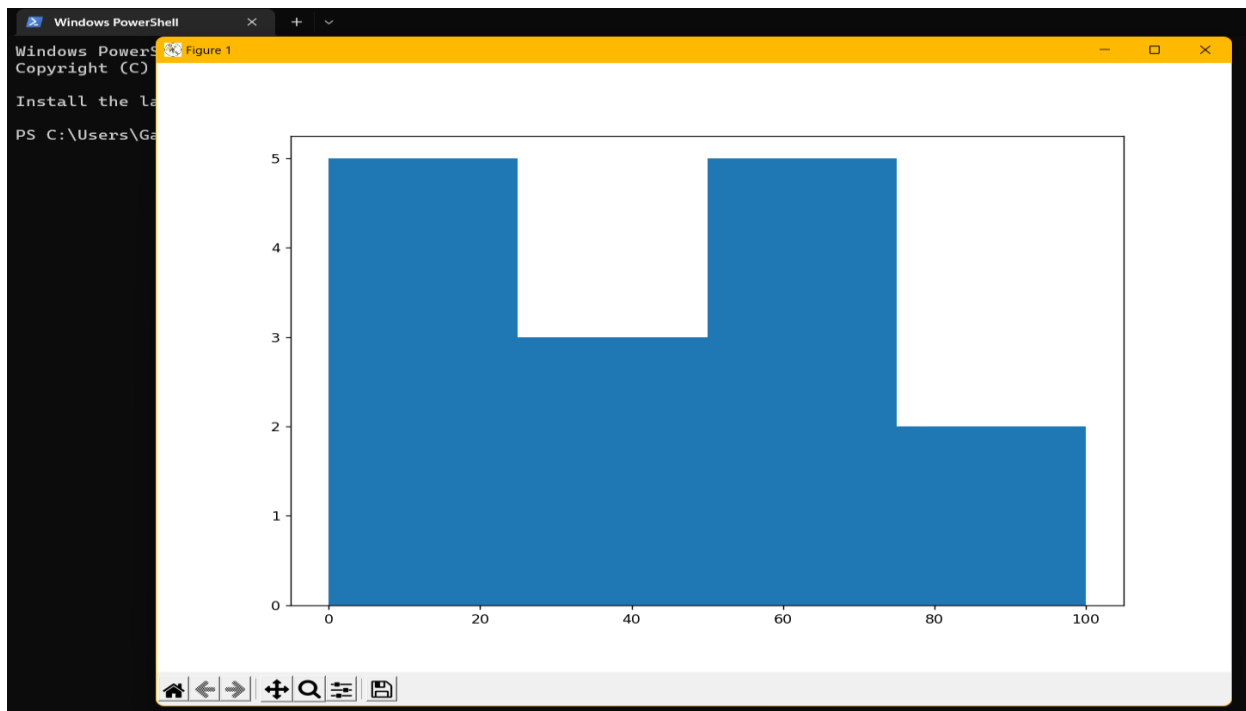 Windows PowerShell
Windows PowerS
Copyright (C)
Install the la
PS C:\Users\Ga
Figure 1
5
4
3
2
1
0
0 20 40 60 80 100